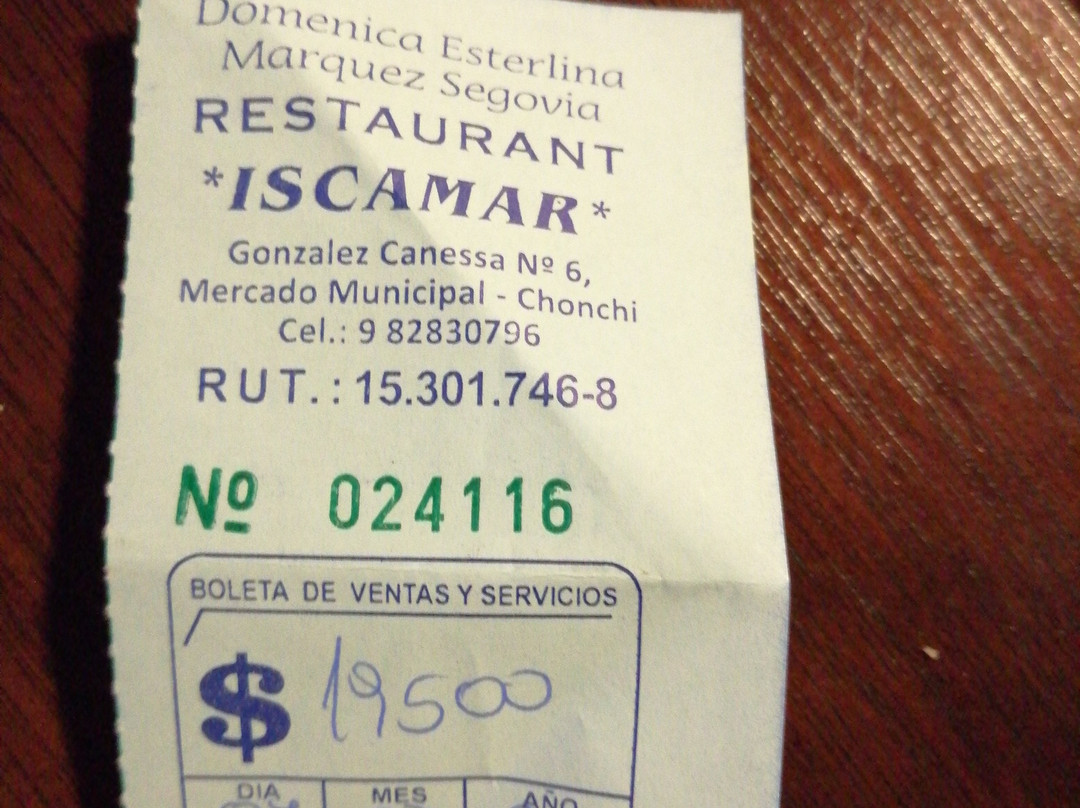 Domenica Esterlina
Marquez Segovia
RESTAURANT
*ISCAMAR*
Gonzalez Canessa Nº 6,
Mercado Municipal - Chonchi
Cel.: 9 82830796
RUT.: 15.301.746-8
Nº 024116
BOLETA DE VENTAS Y SERVICIOS
$ 19500
DIA MES AÑO